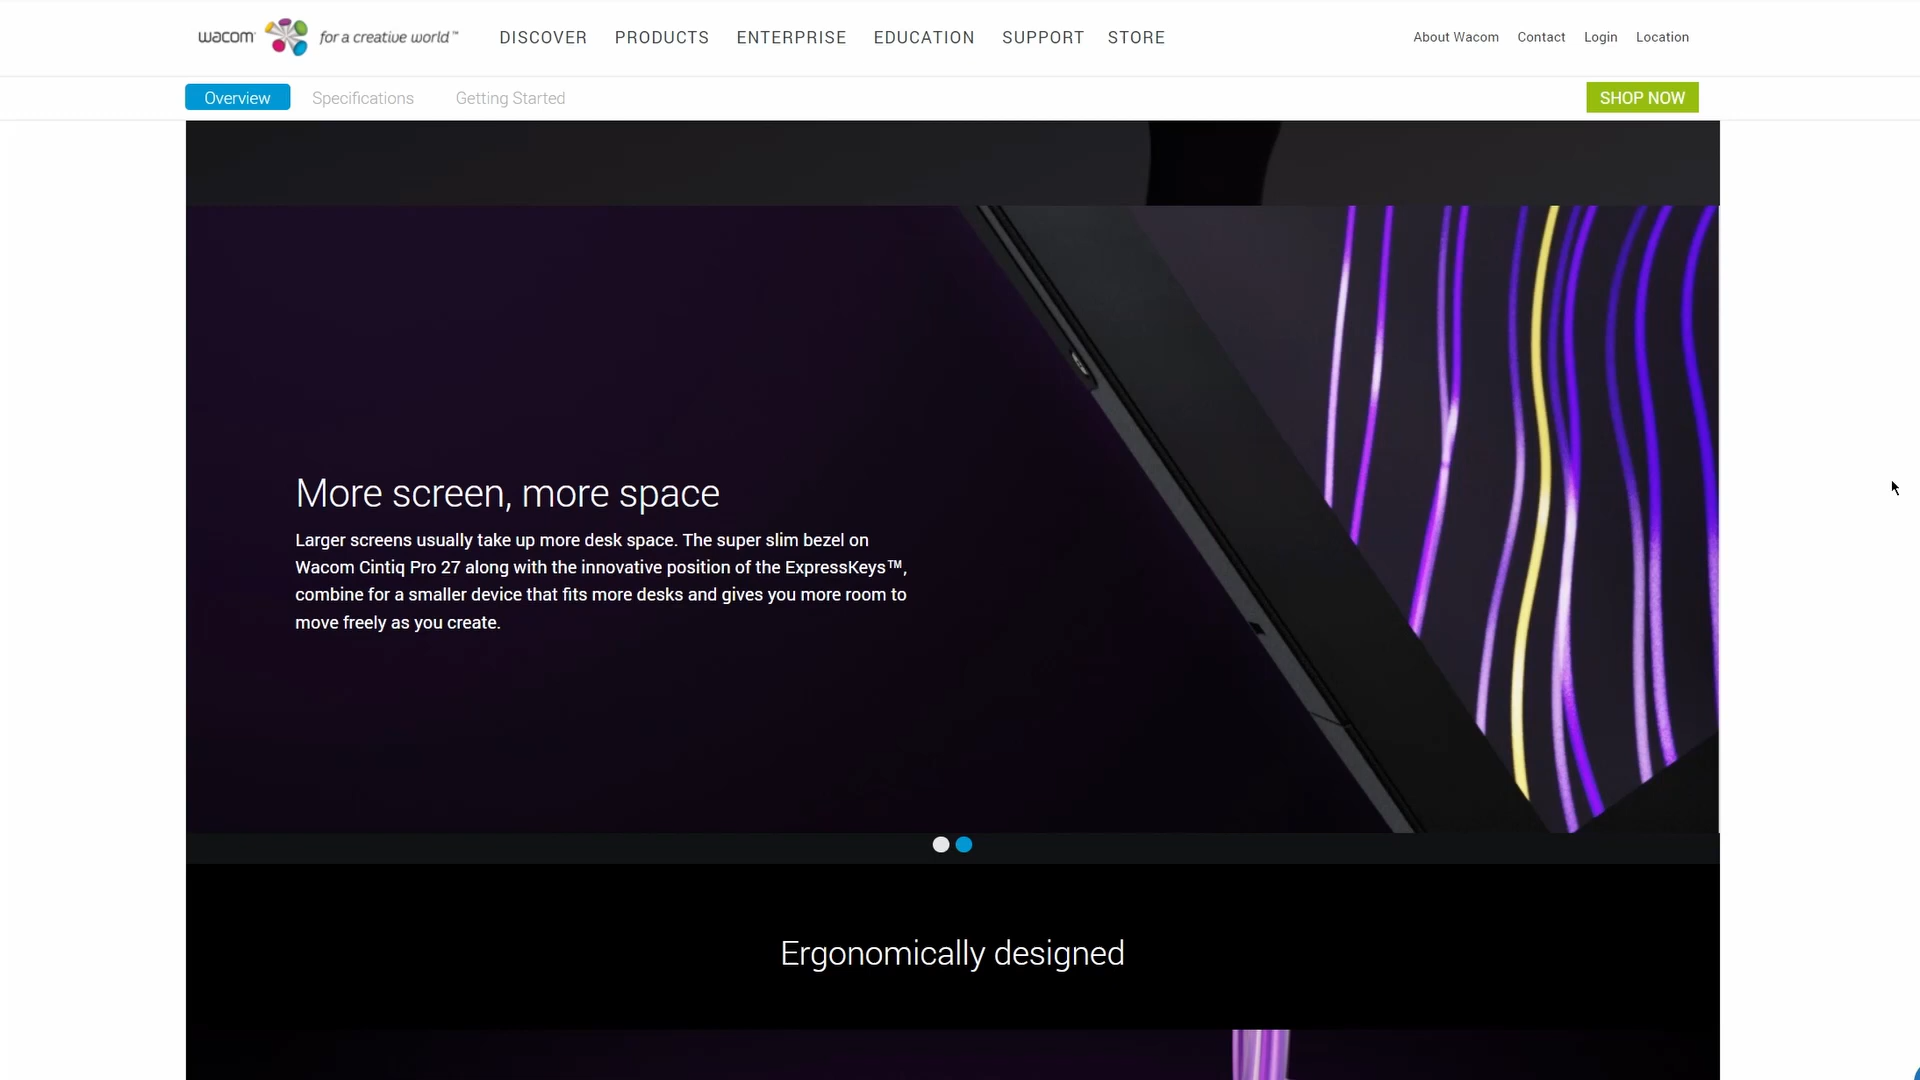 wacom for a creative world™ DISCOVER PRODUCTS ENTERPRISE EDUCATION SUPPORT STORE About Wacom Contact Login Location
Overview Specifications Getting Started SHOP NOW
More screen, more space
Larger screens usually take up more desk space. The super slim bezel on
Wacom Cintiq Pro 27 along with the innovative position of the ExpressKeys™,
combine for a smaller device that fits more desks and gives you more room to
move freely as you create.
Ergonomically designed